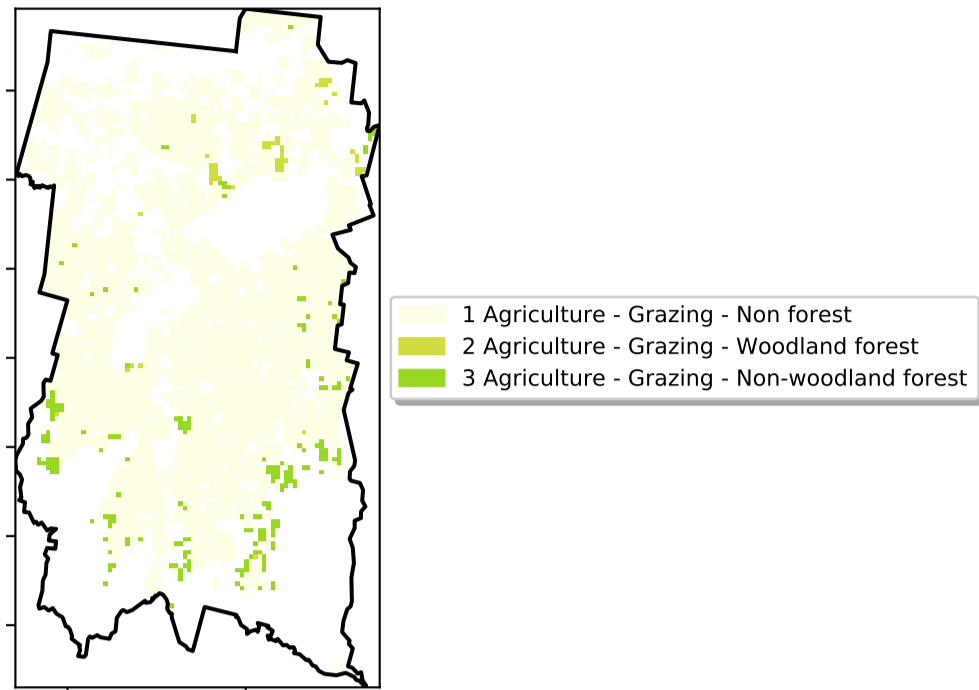 1 Agriculture - Grazing - Non forest
2 Agriculture - Grazing - Woodland forest
3 Agriculture - Grazing - Non-woodland forest